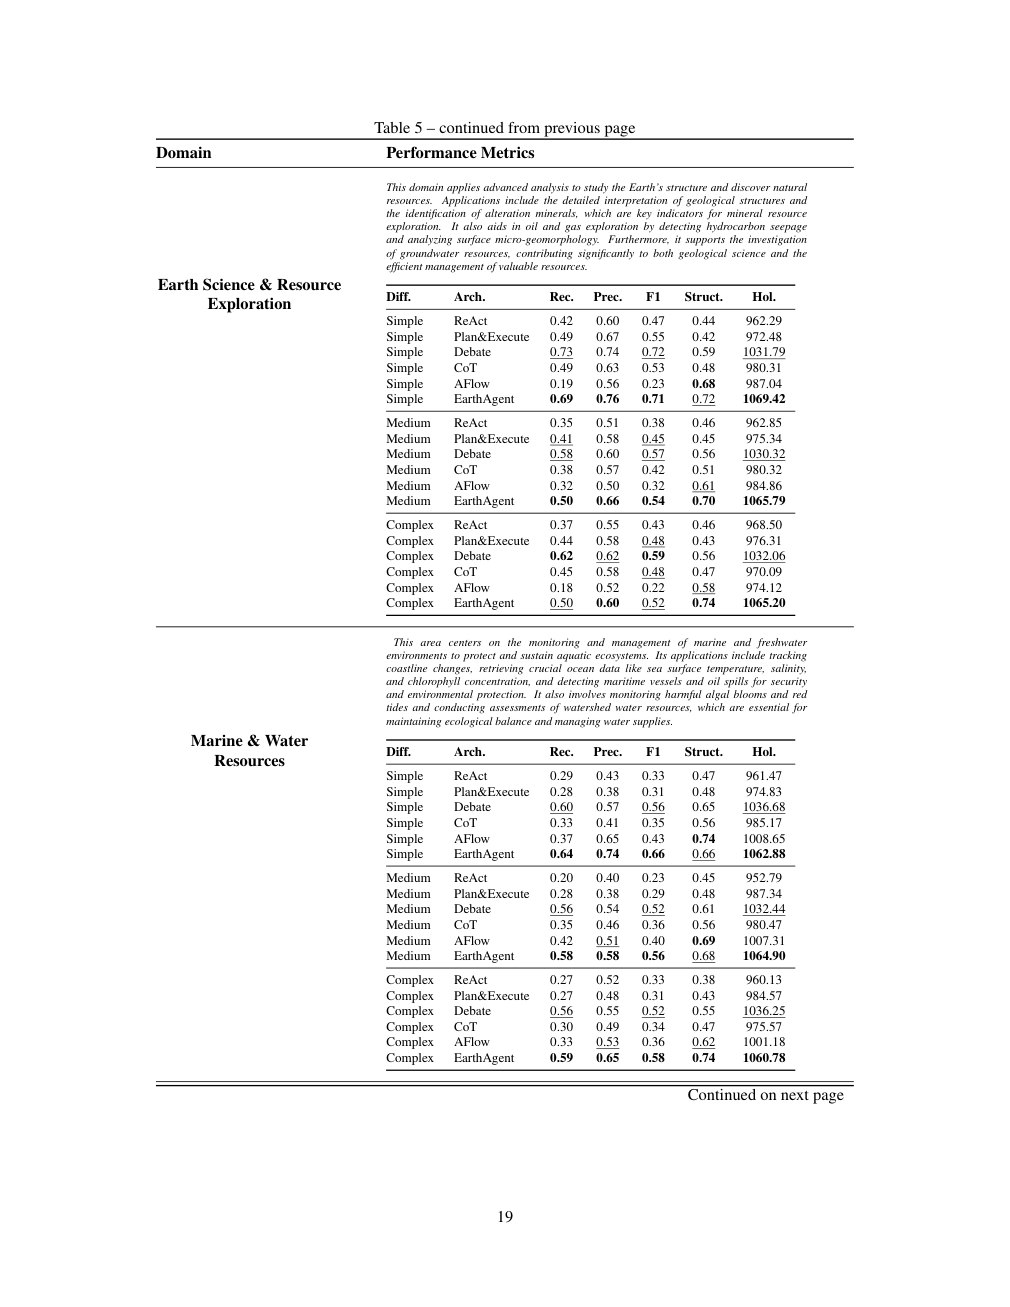 Table 5 – continued from previous page
Domain Performance Metrics
This domain applies advanced analysis to study the Earth's structure and discover natural
resources. Applications include the detailed interpretation of geological structures and
the identification of alteration minerals, which are key indicators for mineral resource
exploration. It also aids in oil and gas exploration by detecting hydrocarbon seepage
and analyzing surface micro-geomorphology. Furthermore, it supports the investigation
of groundwater resources, contributing significantly to both geological science and the
efficient management of valuable resources.
Earth Science & Resource
Exploration
Diff. Arch. Rec. Prec. F1 Struct. Hol.
Simple ReAct 0.42 0.60 0.47 0.44 962.29
Simple Plan&Execute 0.49 0.67 0.55 0.42 972.48
Simple Debate 0.73 0.74 0.72 0.59 1031.79
Simple CoT 0.49 0.63 0.53 0.48 980.31
Simple AFlow 0.19 0.56 0.23 0.68 987.04
Simple EarthAgent 0.69 0.76 0.71 0.72 1069.42
Medium ReAct 0.35 0.51 0.38 0.46 962.85
Medium Plan&Execute 0.41 0.58 0.45 0.45 975.34
Medium Debate 0.58 0.60 0.57 0.56 1030.32
Medium CoT 0.38 0.57 0.42 0.51 980.32
Medium AFlow 0.32 0.50 0.32 0.61 984.86
Medium EarthAgent 0.50 0.66 0.54 0.70 1065.79
Complex ReAct 0.37 0.55 0.43 0.46 968.50
Complex Plan&Execute 0.44 0.58 0.48 0.43 976.31
Complex Debate 0.62 0.62 0.59 0.56 1032.06
Complex CoT 0.45 0.58 0.48 0.47 970.09
Complex AFlow 0.18 0.52 0.22 0.58 974.12
Complex EarthAgent 0.50 0.60 0.52 0.74 1065.20
This area centers on the monitoring and management of marine and freshwater
environments to protect and sustain aquatic ecosystems. Its applications include tracking
coastline changes, retrieving crucial ocean data like sea surface temperature, salinity,
and chlorophyll concentration, and detecting maritime vessels and oil spills for security
and environmental protection. It also involves monitoring harmful algal blooms and red
tides and conducting assessments of watershed water resources, which are essential for
maintaining ecological balance and managing water supplies.
Marine & Water
Resources
Diff. Arch. Rec. Prec. F1 Struct. Hol.
Simple ReAct 0.29 0.43 0.33 0.47 961.47
Simple Plan&Execute 0.28 0.38 0.31 0.48 974.83
Simple Debate 0.60 0.57 0.56 0.65 1036.68
Simple CoT 0.33 0.41 0.35 0.56 985.17
Simple AFlow 0.37 0.65 0.43 0.74 1008.65
Simple EarthAgent 0.64 0.74 0.66 0.66 1062.88
Medium ReAct 0.20 0.40 0.23 0.45 952.79
Medium Plan&Execute 0.28 0.38 0.29 0.48 987.34
Medium Debate 0.56 0.54 0.52 0.61 1032.44
Medium CoT 0.35 0.46 0.36 0.56 980.47
Medium AFlow 0.42 0.51 0.40 0.69 1007.31
Medium EarthAgent 0.58 0.58 0.56 0.68 1064.90
Complex ReAct 0.27 0.52 0.33 0.38 960.13
Complex Plan&Execute 0.27 0.48 0.31 0.43 984.57
Complex Debate 0.56 0.55 0.52 0.55 1036.25
Complex CoT 0.30 0.49 0.34 0.47 975.57
Complex AFlow 0.33 0.53 0.36 0.62 1001.18
Complex EarthAgent 0.59 0.65 0.58 0.74 1060.78
Continued on next page
19